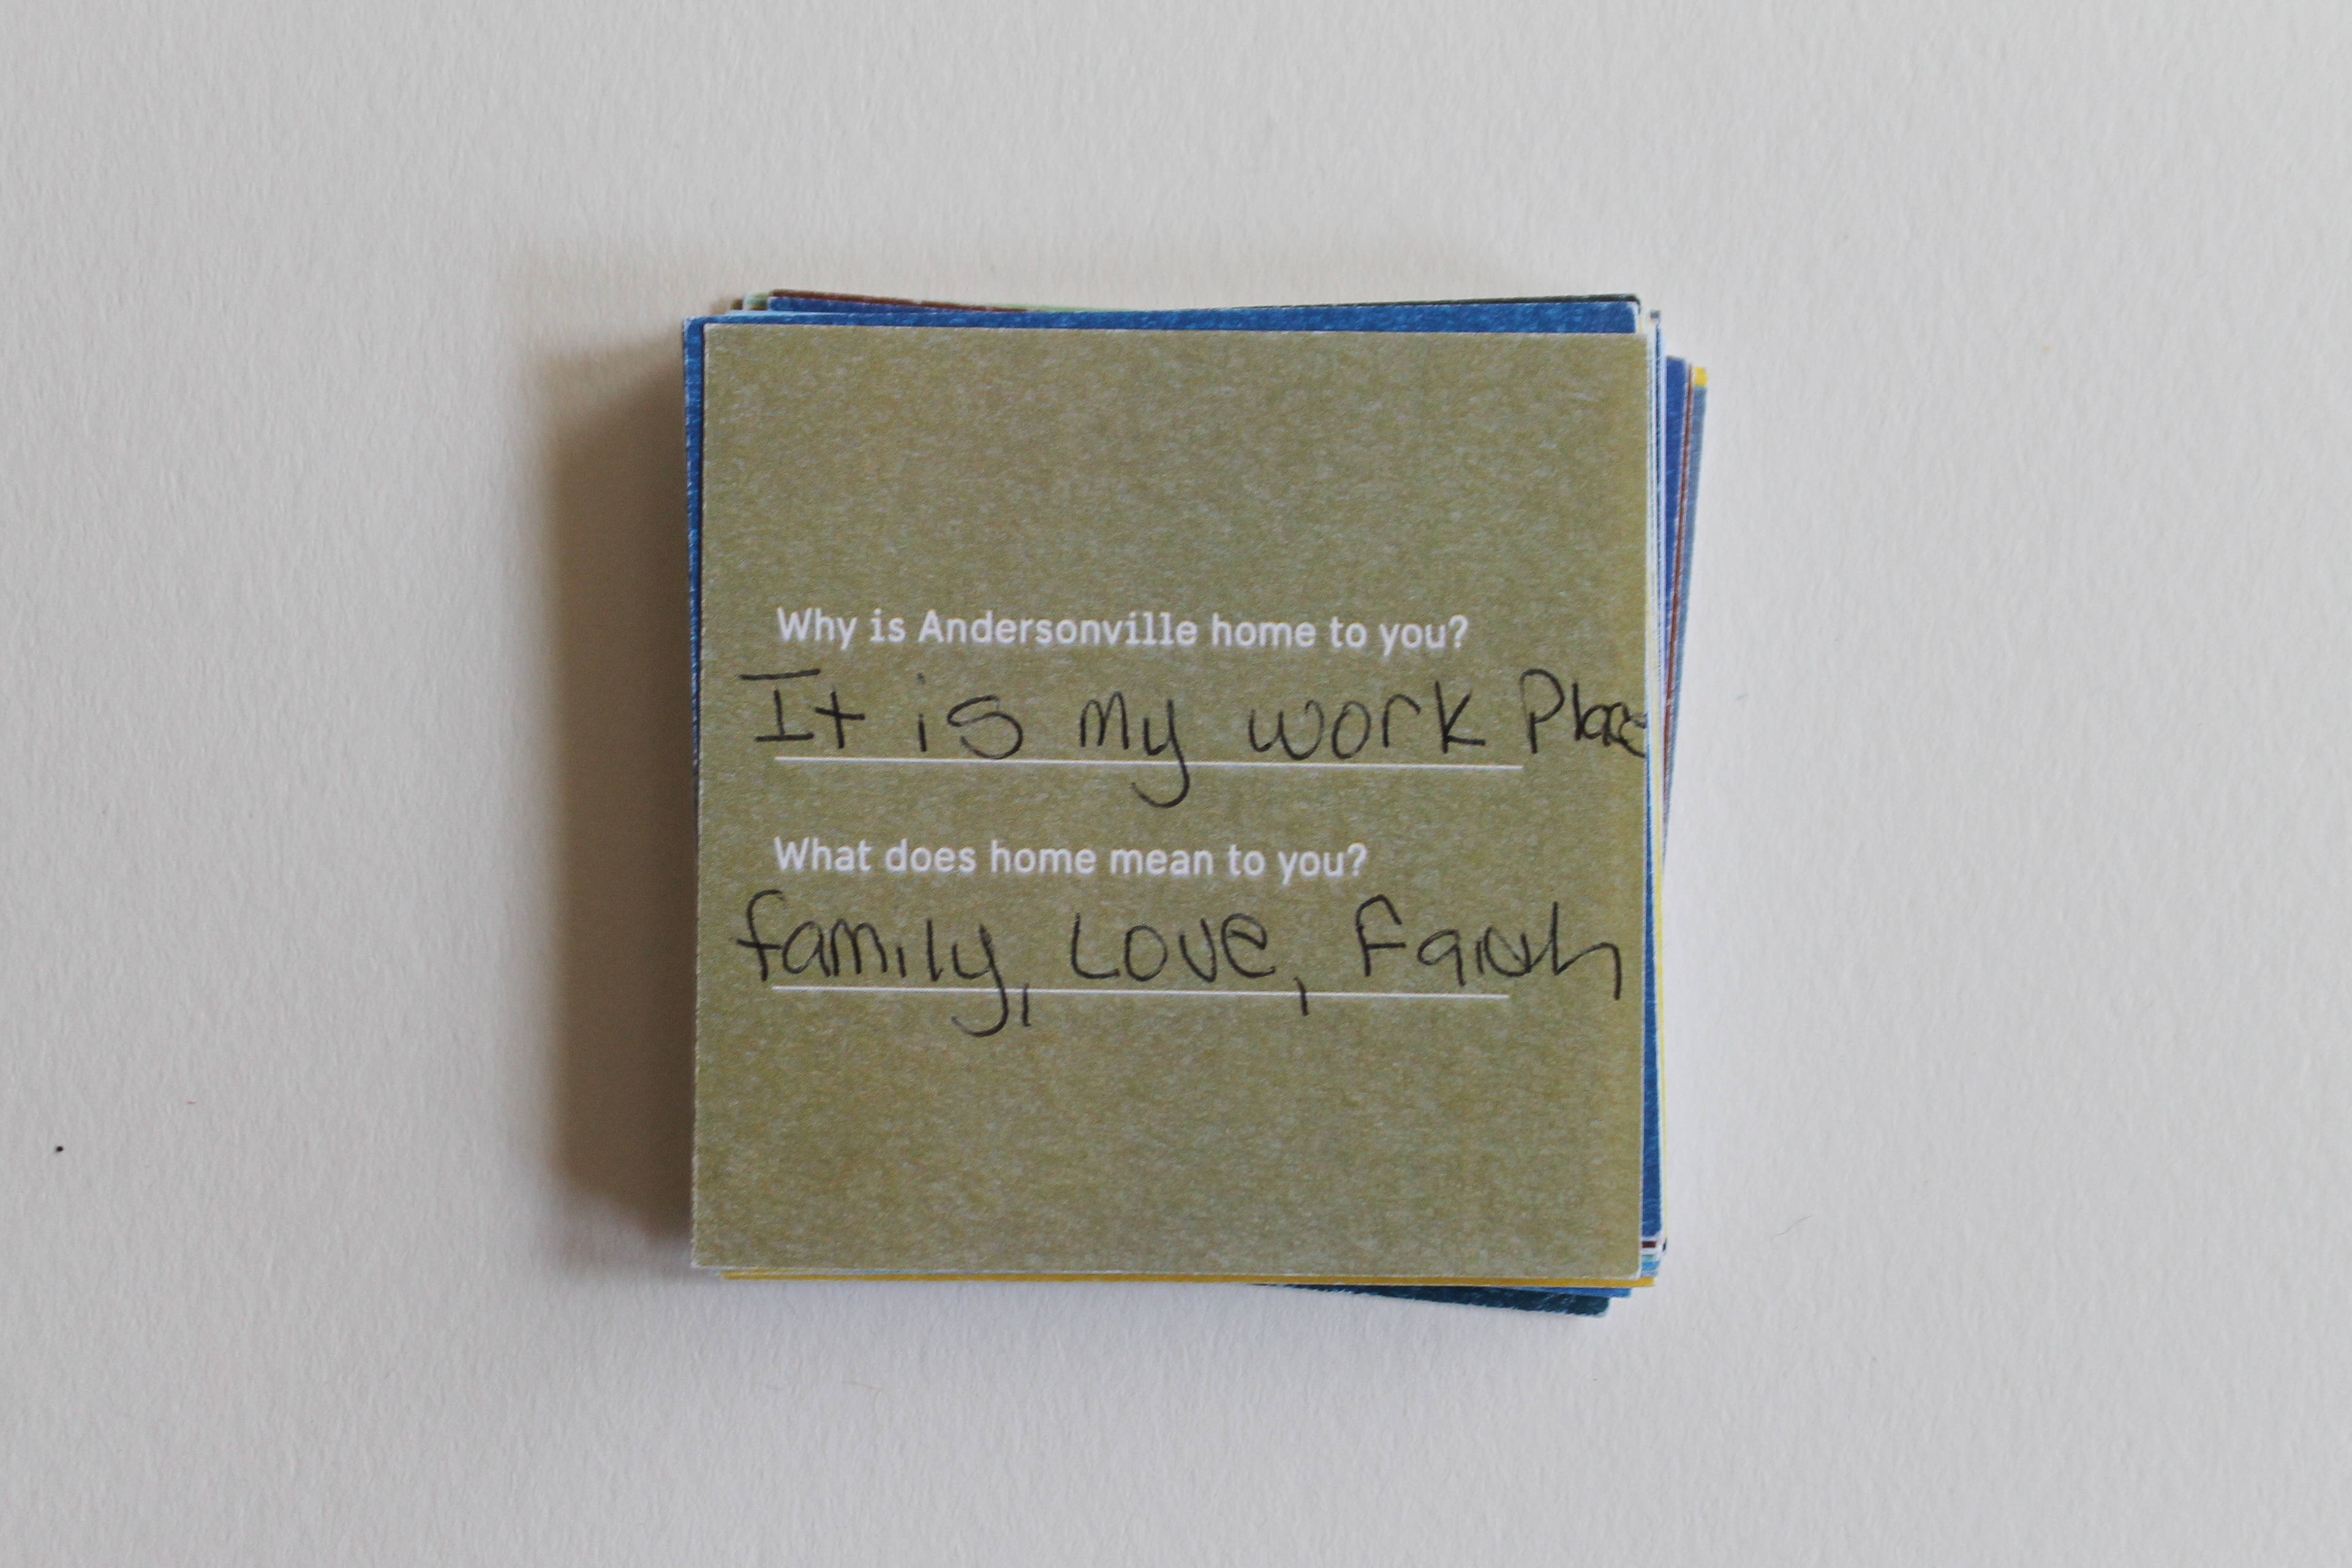 Why is Andersonville home to you?
It is my work Place
What does home mean to you?
family, Love, Faith